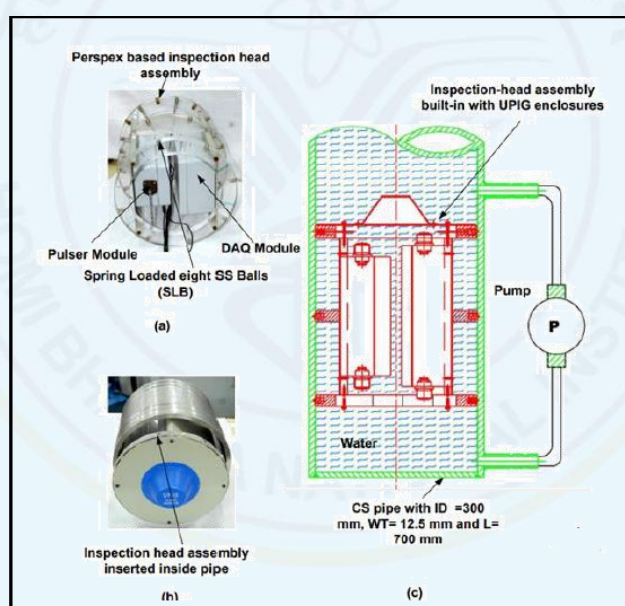 Perspex based inspection head
assembly
Pulser Module
DAQ Module
Spring Loaded eight SS Balls
(SLB)
(a)
Inspection head assembly
inserted inside pipe
(b)
Inspection-head assembly
built-in with UPIG enclosures
Pump
P
Water
CS pipe with ID =300
mm, WT= 12.5 mm and L=
700 mm
(c)